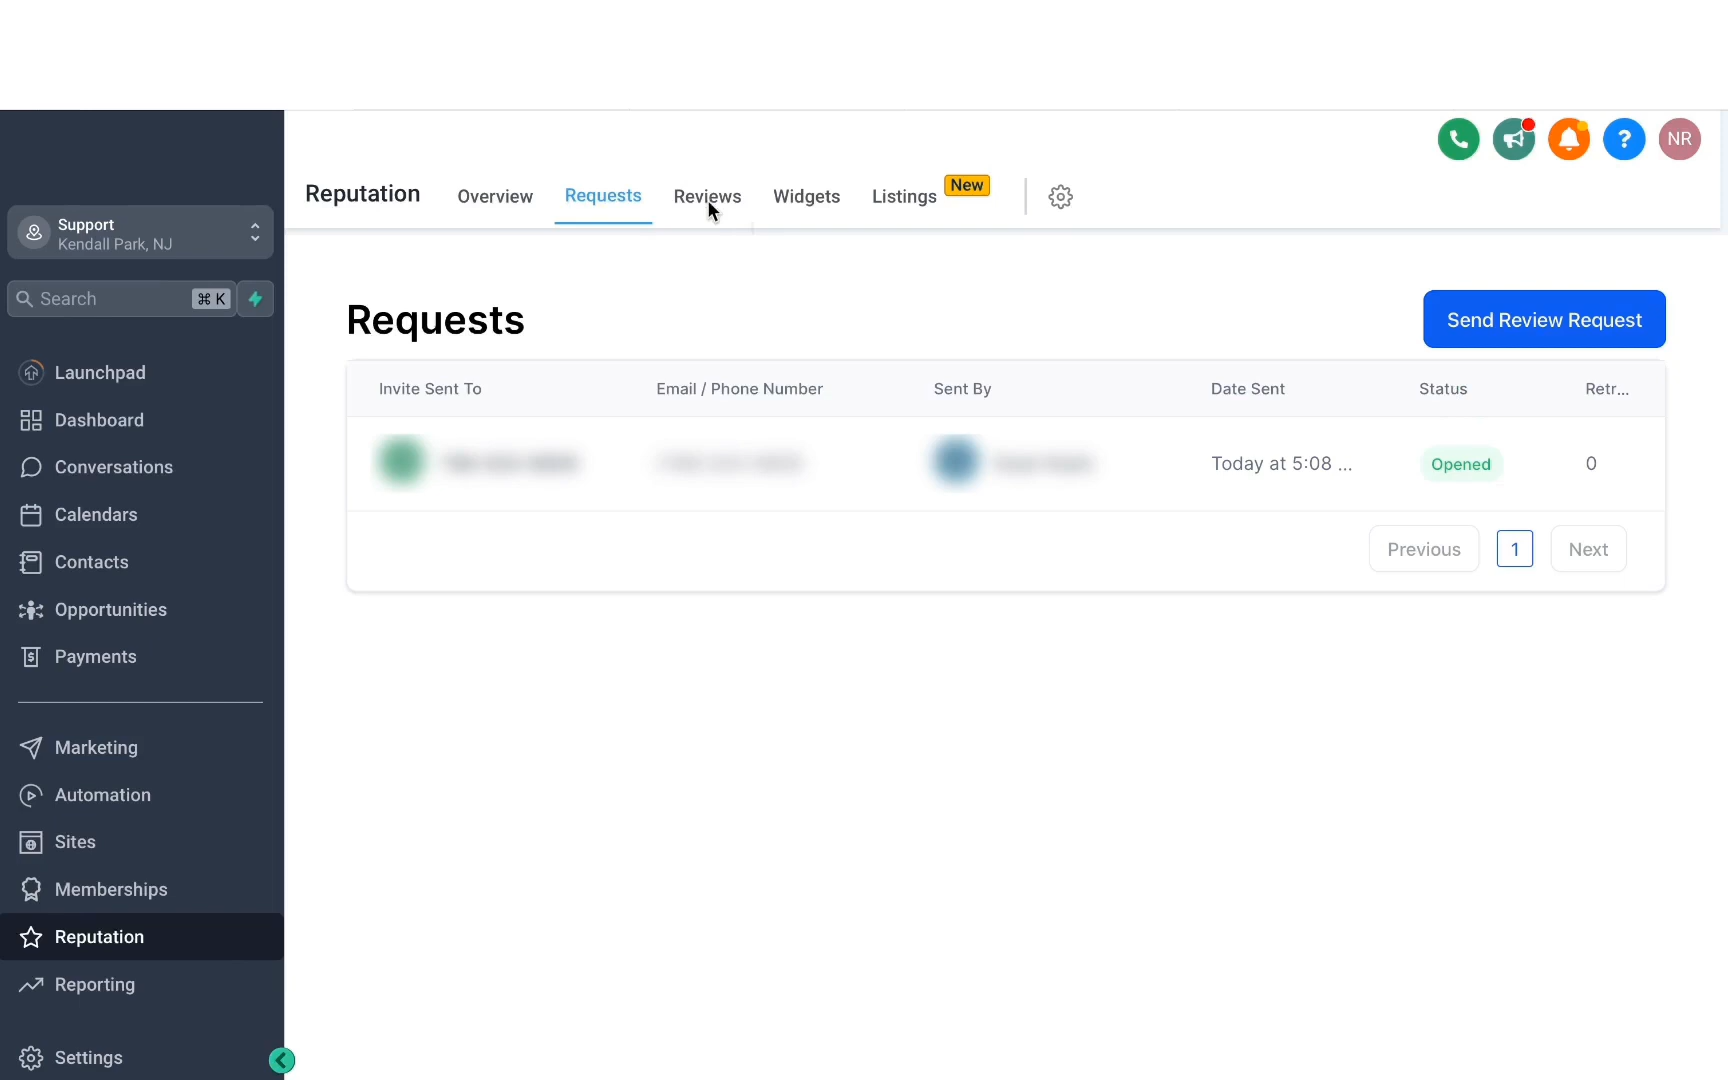 NR
Reputation
Overview
Requests
Reviews
Widgets
Listings
New
Support
Kendall Park, NJ
Search
⌘ K
Launchpad
Dashboard
Conversations
Calendars
Contacts
Opportunities
Payments
Marketing
Automation
Sites
Memberships
Reputation
Reporting
Settings
Requests
Send Review Request
Invite Sent To
Email / Phone Number
Sent By
Date Sent
Status
Retr...
Today at 5:08 ...
Opened
0
Previous
1
Next